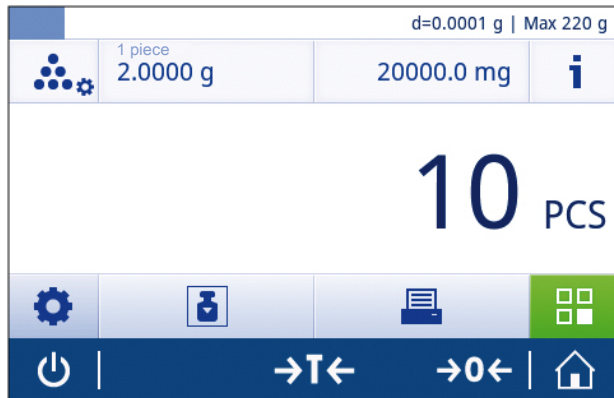 d=0.0001 g | Max 220 g
1 piece
2.0000 g
20000.0 mg
i
10 PCS
→T←
→0←